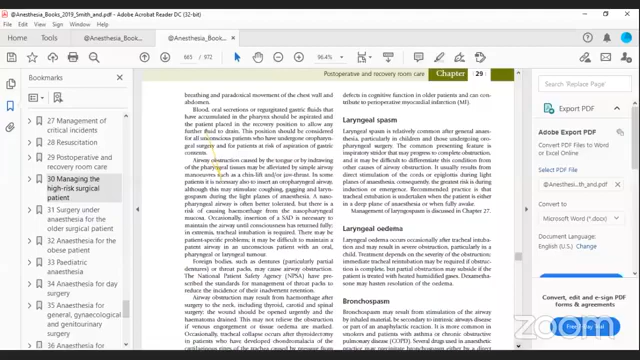 @Anesthesia_Books_2019_Smith_and.pdf - Adobe Acrobat Reader DC (32-bit)
File Edit View Sign Window Help
Home Tools @Anesthesia_Books... @Anesthesia_Books...
Sign In
665 / 972
96.4%
Bookmarks
27 Management of
critical incidents
28 Resuscitation
29 Postoperative and
recovery room care
30 Managing the
high-risk surgical
patient
31 Surgery under
anaesthesia for the
older surgical patient
32 Anaesthesia for the
obese patient
33 Paediatric
anaesthesia
34 Anaesthesia for day
surgery
35 Anaesthesia for
general, gynaecological
and genitourinary
surgery
Postoperative and recovery room care Chapter 29
breathing and paradoxical movement of the chest wall and
abdomen.
Blood, oral secretions or regurgitated gastric fluids that
have accumulated in the pharynx should be aspirated and
the patient placed in the recovery position to allow any
further fluid to drain. This position should be considered
for all unconscious patients who have undergone oropharyn-
geal surgery and for patients at risk of aspiration of gastric
contents.
Airway obstruction caused by the tongue or by indrawing
of the pharyngeal tissues may be alleviated by simple airway
manoeuvres such as a chin-lift and/or jaw-thrust. In
some patients it is necessary also to insert an oropharyngeal airway,
although this may stimulate coughing, gagging and laryn-
gospasm during the light planes of anaesthesia. A naso-
pharyngeal airway is often better tolerated, but there is a
risk of causing haemorrhage from the nasopharyngeal
mucosa. Occasionally, insertion of a SAD is necessary to
maintain the airway until consciousness has returned fully;
in extremis, tracheal intubation is required. There may be
patient-specific problems; it may be difficult to maintain a
patent airway in an unconscious patient with an oral,
pharyngeal or laryngeal tumour.
Foreign bodies, such as dentures (particularly partial
dentures) or throat packs, may cause airway obstruction.
The National Patient Safety Agency (NPSA) have pre-
scribed the standards for management of throat packs to
reduce the incidence of their inadvertent retention.
Airway obstruction may result from haemorrhage after
surgery to the neck, including thyroid, carotid and spinal
surgery; the wound should be opened urgently and the
haematoma drained. This may not relieve the obstruction
if venous engorgement or tissue oedema are marked.
Occasionally, tracheal collapse occurs after thyroidectomy
in patients who have developed chondromalacia of the
cartilaginous rings of the trachea caused by pressure from
defects in cognitive function in older patients and can con-
tribute to perioperative myocardial infarction (MI).
Laryngeal spasm
Laryngeal spasm is relatively common after general anaes-
thesia, particularly in children and those undergoing oro-
pharyngeal surgery. The common presenting feature is
inspiratory stridor that may progress to complete obstruction,
and it may be difficult to differentiate this condition from
other causes of airway obstruction. It usually results from
direct stimulation of the cords or epiglottis during light
planes of anaesthesia; consequently, the greatest risk is during
induction or emergence. Recommended practice is that
tracheal extubation is undertaken when the patient is either
in a deep plane of anaesthesia or when fully awake.
Management of laryngospasm is discussed in Chapter 27.
Laryngeal oedema
Laryngeal oedema occurs occasionally after tracheal intuba-
tion and may result in severe obstruction, particularly in a
child. Treatment depends on the severity of the obstruction;
immediate tracheal reintubation may be required if obstruc-
tion is complete, but partial obstruction may subside if the
patient is treated with heated humidified gases. Dexametha-
sone may hasten resolution of the oedema.
Bronchospasm
Bronchospasm may result from stimulation of the airway
by inhaled material, be secondary to intrinsic airways disease
or part of an anaphylactic reaction. It is more common in
smokers and patients with asthma or chronic obstructive
pulmonary disease (COPD). Several drugs used in anaesthetic
practice may precipitate bronchospasm either by a direct
Search 'Replace Page'
Export PDF
Adobe Export PDF
Convert PDF Files to Word
or Excel Online
Select PDF File
@Anesthesi...th_and.pdf
Convert to
Microsoft Word (*.docx)
Document Language:
English (U.S.) Change
Convert, edit and e-sign PDF
forms & agreements
Free 7-Day Trial
zoom